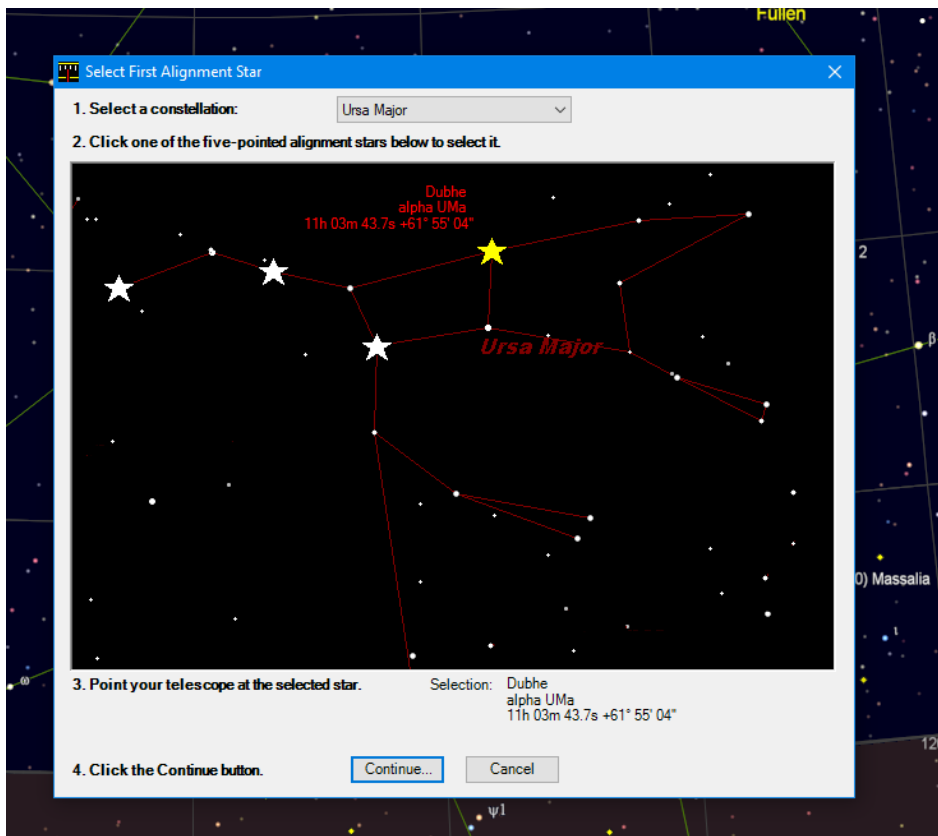 Fullen
Select First Alignment Star
1. Select a constellation:
Ursa Major
2. Click one of the five-pointed alignment stars below to select it.
Dubhe
alpha UMa
11h 03m 43.7s +61° 55' 04"
Ursa Major
2
β
0) Massalia
ι
ω
3. Point your telescope at the selected star.
Selection:
Dubhe
alpha UMa
11h 03m 43.7s +61° 55' 04"
12
4. Click the Continue button.
Continue...
Cancel
ψ1